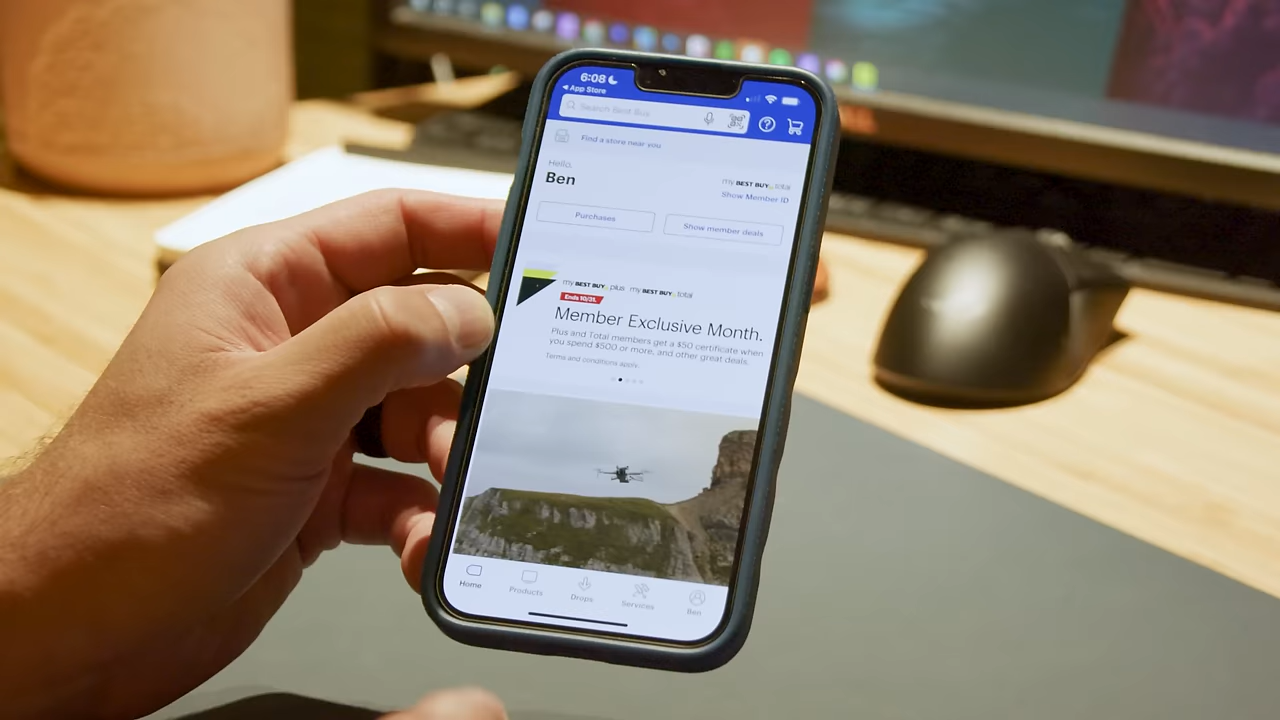 6:08
App Store
Search Best Buy
Find a store near you
Hello,
Ben
my BEST BUY total
Show Member ID
Purchases
Show member deals
my BEST BUY plus my BEST BUY total
Ends 10/31.
Member Exclusive Month.
Plus and Total members get a $50 certificate when
you spend $500 or more, and other great deals.
Terms and conditions apply.
Home
Products
Drops
Services
Ben